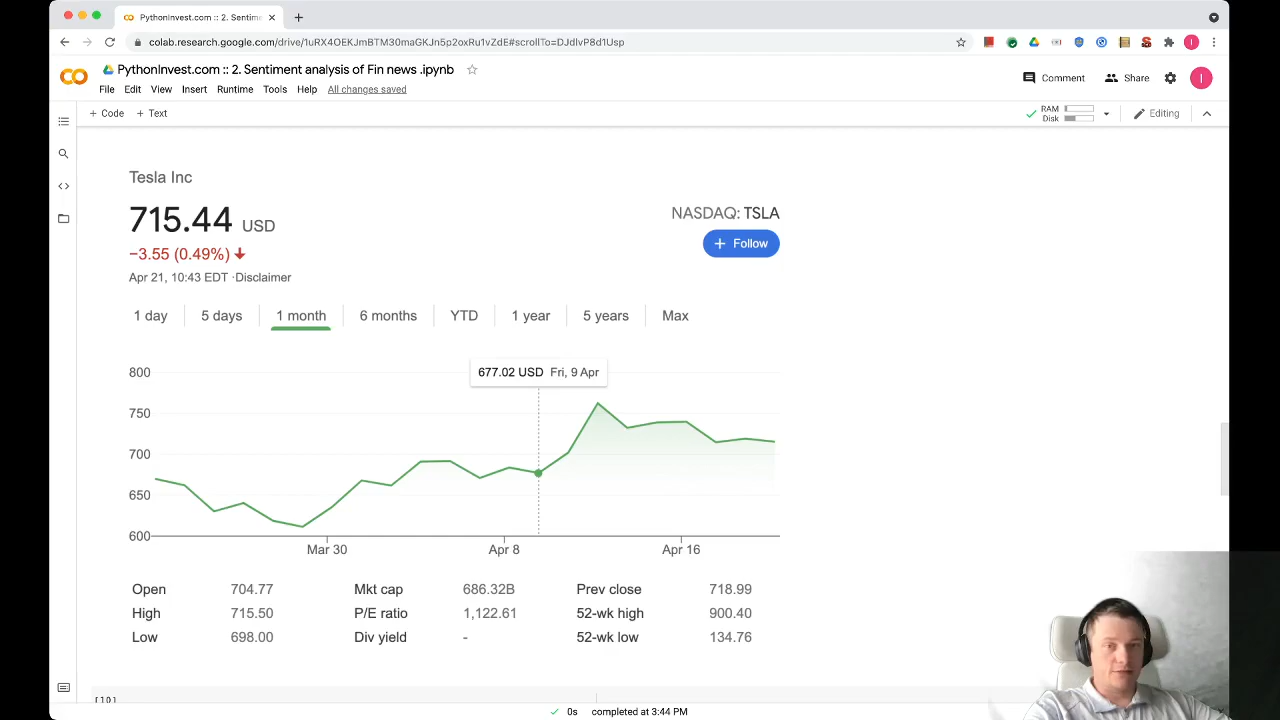 PythonInvest.com :: 2. Sentime
colab.research.google.com/drive/1uRX4OEKJmBTM30maGKJn5p2oxRu1vZdE#scrollTo=DJdlvP8d1Usp
PythonInvest.com :: 2. Sentiment analysis of Fin news .ipynb
Comment
Share
I
File Edit View Insert Runtime Tools Help All changes saved
+ Code + Text
RAM
Disk
Editing
Tesla Inc
715.44 USD
NASDAQ: TSLA
+ Follow
−3.55 (0.49%)
Apr 21, 10:43 EDT ·Disclaimer
1 day 5 days 1 month 6 months YTD 1 year 5 years Max
677.02 USD Fri, 9 Apr
800
750
700
650
600
Mar 30 Apr 8 Apr 16
Open 704.77 Mkt cap 686.32B Prev close 718.99
High 715.50 P/E ratio 1,122.61 52-wk high 900.40
Low 698.00 Div yield - 52-wk low 134.76
[10]
0s completed at 3:44 PM